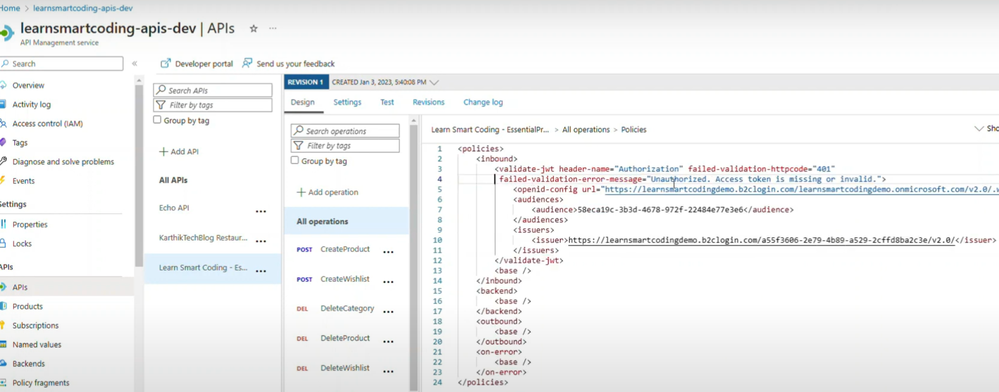 Home > learnsmartcoding-apis-dev
learnsmartcoding-apis-dev | APIs
API Management service
Search
Overview
Activity log
Access control (IAM)
Tags
Diagnose and solve problems
Events
Settings
Properties
Locks
APIs
APIs
Products
Subscriptions
Named values
Backends
Policy fragments
Developer portal
Send us your feedback
Search APIs
Filter by tags
Group by tag
Add API
All APIs
Echo API
KarthikTechBlog Restaur...
Learn Smart Coding - Es...
REVISION 1 CREATED Jan 3, 2023, 5:40:08 PM
Design Settings Test Revisions Change log
Search operations
Filter by tags
Group by tag
Add operation
All operations
POST CreateProduct
POST CreateWishlist
DEL DeleteCategory
DEL DeleteProduct
DEL DeleteWishlist
Learn Smart Coding - EssentialPr... > All operations > Policies
1 <policies>
2 <inbound>
3 <validate-jwt header-name="Authorization" failed-validation-httpcode="401"
4 failed-validation-error-message="Unauthorized. Access token is missing or invalid.">
5 <openid-config url="https://learnsmartcodingdemo.b2clogin.com/learnsmartcodingdemo.onmicrosoft.com/v2.0/.
6 <audiences>
7 <audience>58eca19c-3b3d-4678-972f-22484e77e3e6</audience>
8 </audiences>
9 <issuers>
10 <issuer>https://learnsmartcodingdemo.b2clogin.com/a55f3606-2e79-4b89-a529-2cffd8ba2c3e/v2.0/</issuer>
11 </issuers>
12 </validate-jwt>
13 <base />
14 </inbound>
15 <backend>
16 <base />
17 </backend>
18 <outbound>
19 <base />
20 </outbound>
21 <on-error>
22 <base />
23 </on-error>
24 </policies>